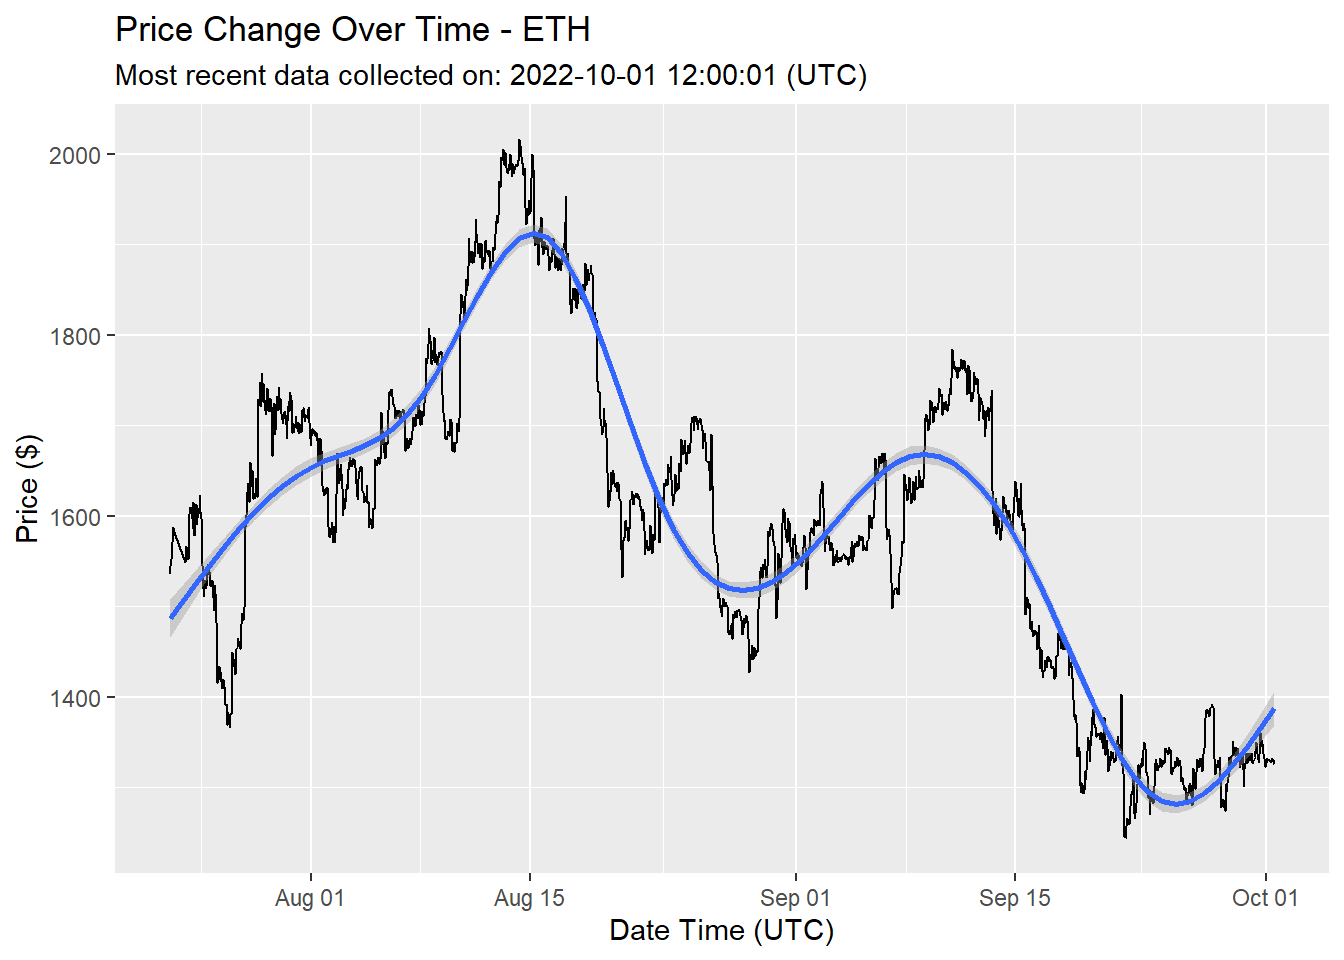 Price Change Over Time - ETH
Most recent data collected on: 2022-10-01 12:00:01 (UTC)
2000
1800
1600
1400
Price ($)
Aug 01
Aug 15
Sep 01
Sep 15
Oct 01
Date Time (UTC)